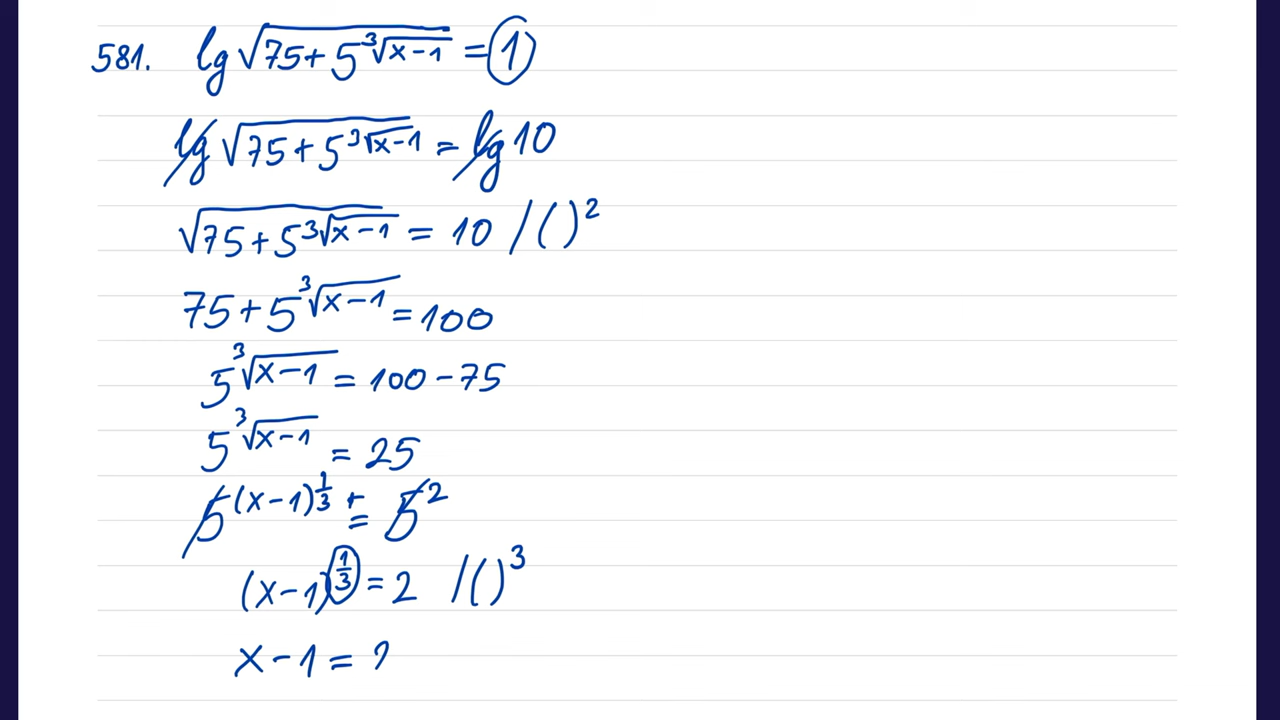 581. lg √(75+5^∛(x-1)) = 1
lg √(75+5^∛(x-1)) = lg 10
√(75+5^∛(x-1)) = 10 /( )²
75+5^∛(x-1) = 100
5^∛(x-1) = 100-75
5^∛(x-1) = 25
5^(x-1)^(1/3) = 5²
(x-1)^(1/3) = 2 /( )³
x-1 = 2